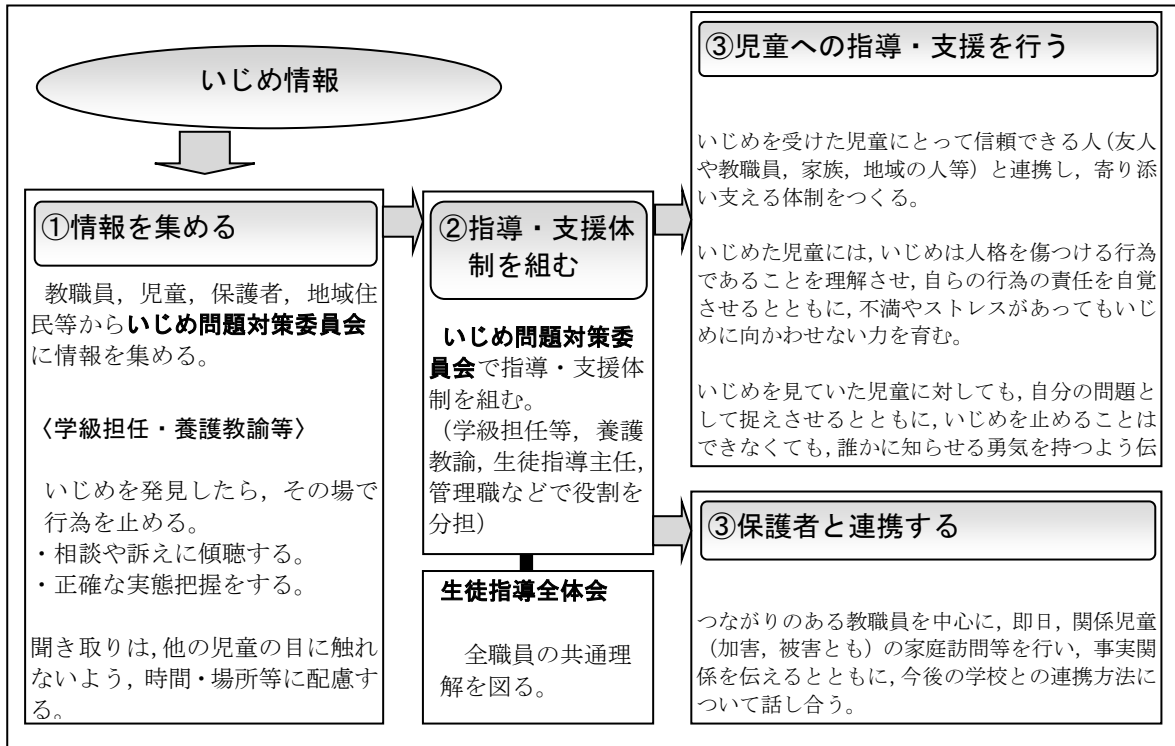 いじめ情報
①情報を集める
教職員，児童，保護者，地域住
民等からいじめ問題対策委員会
に情報を集める。
〈学級担任・養護教諭等〉
いじめを発見したら，その場で
行為を止める。
・相談や訴えに傾聴する。
・正確な実態把握をする。
聞き取りは，他の児童の目に触れ
ないよう，時間・場所等に配慮す
る。
②指導・支援体
制を組む
いじめ問題対策委
員会で指導・支援体
制を組む。
（学級担任等，養護
教諭，生徒指導主任，
管理職などで役割を
分担）
生徒指導全体会
全職員の共通理
解を図る。
③児童への指導・支援を行う
いじめを受けた児童にとって信頼できる人（友人
や教職員，家族，地域の人等）と連携し，寄り添
い支える体制をつくる。
いじめた児童には，いじめは人格を傷つける行為
であることを理解させ，自らの行為の責任を自覚
させるとともに，不満やストレスがあってもいじ
めに向かわせない力を育む。
いじめを見ていた児童に対しても，自分の問題と
して捉えさせるとともに，いじめを止めることは
できなくても，誰かに知らせる勇気を持つよう伝
③保護者と連携する
つながりのある教職員を中心に，即日，関係児童
（加害，被害とも）の家庭訪問等を行い，事実関
係を伝えるとともに，今後の学校との連携方法に
ついて話し合う。